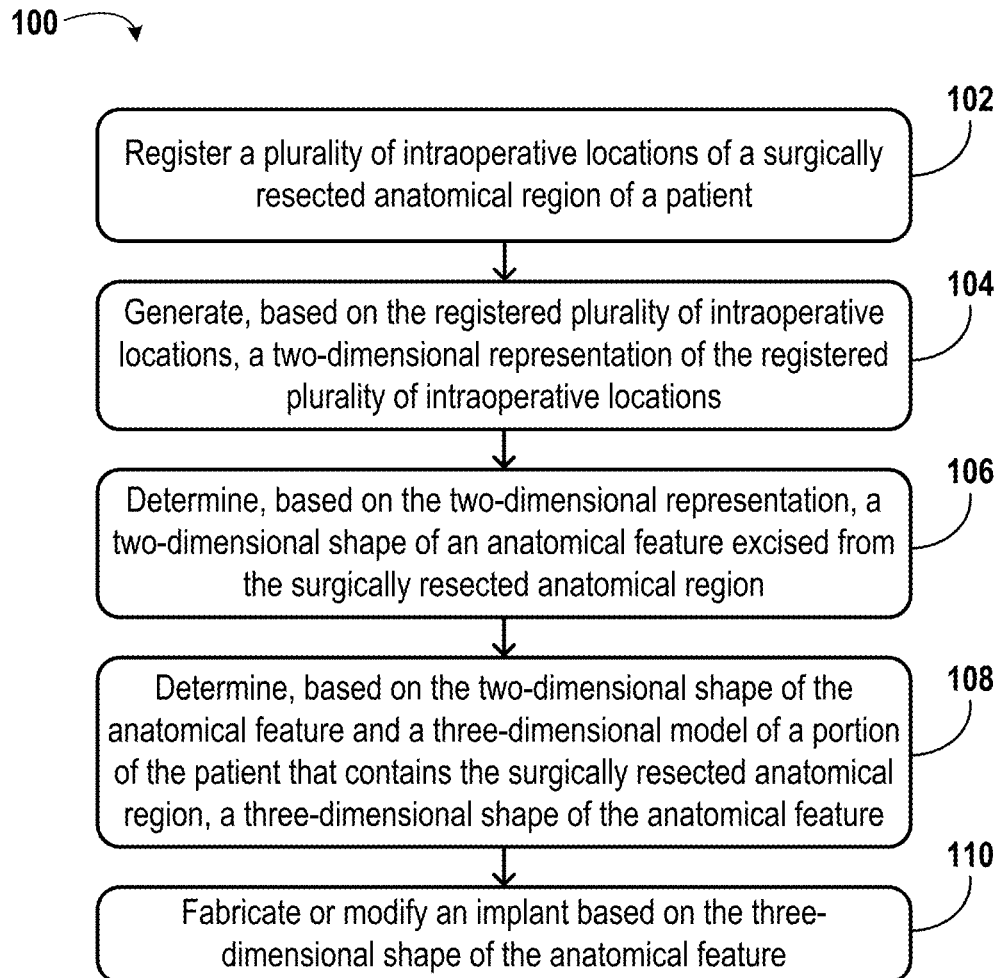 100
102
Register a plurality of intraoperative locations of a surgically
resected anatomical region of a patient
104
Generate, based on the registered plurality of intraoperative
locations, a two-dimensional representation of the registered
plurality of intraoperative locations
106
Determine, based on the two-dimensional representation, a
two-dimensional shape of an anatomical feature excised from
the surgically resected anatomical region
108
Determine, based on the two-dimensional shape of the
anatomical feature and a three-dimensional model of a portion
of the patient that contains the surgically resected anatomical
region, a three-dimensional shape of the anatomical feature
110
Fabricate or modify an implant based on the three-
dimensional shape of the anatomical feature